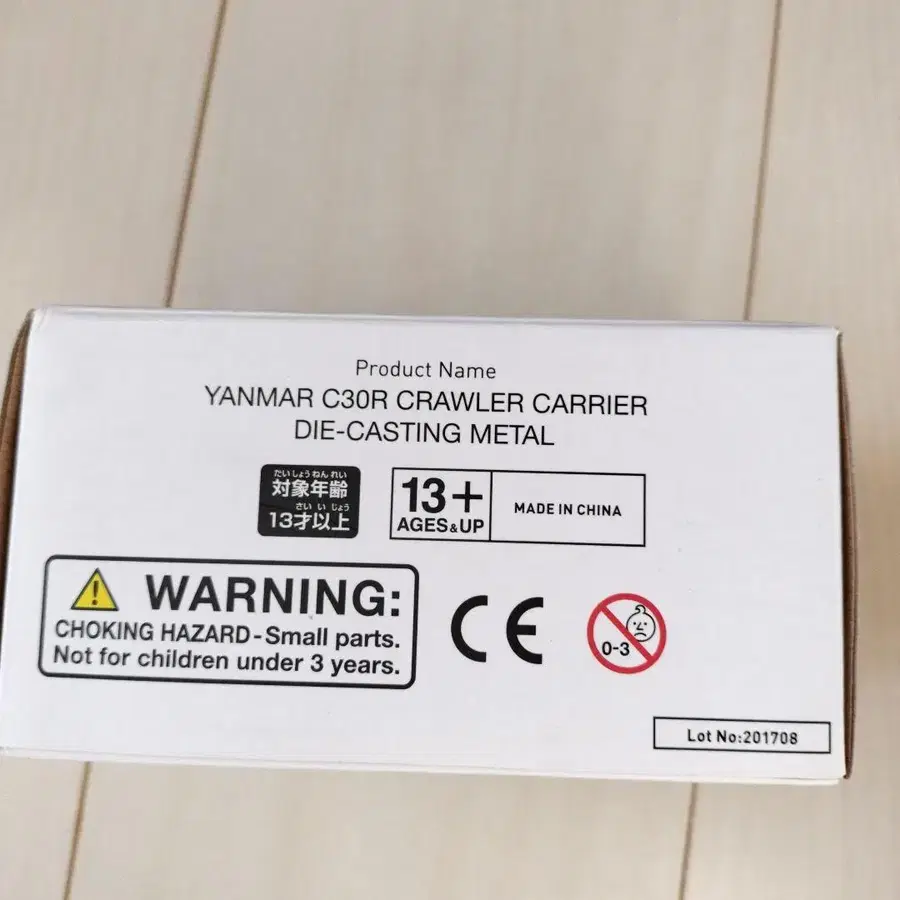 Product Name
YANMAR C30R CRAWLER CARRIER
DIE-CASTING METAL
だいしょうねんれい
対象年齢
さいいじょう
13才以上
13+
AGES&UP
MADE IN CHINA
WARNING:
CHOKING HAZARD-Small parts.
Not for children under 3 years.
CE
0-3
Lot No:201708